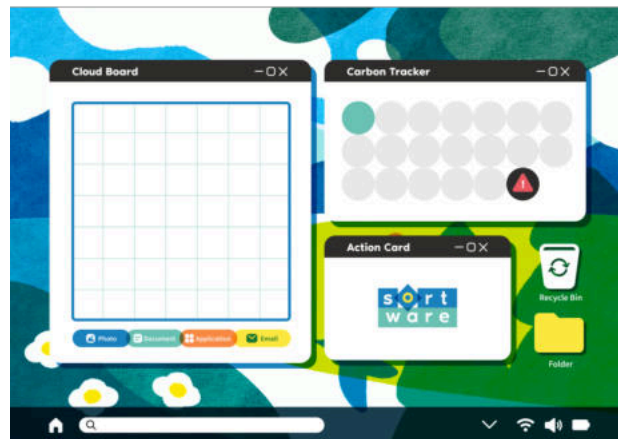 Cloud Board
Carbon Tracker
Photo
Document
Application
Email
Action Card
sort
ware
Recycle Bin
Folder